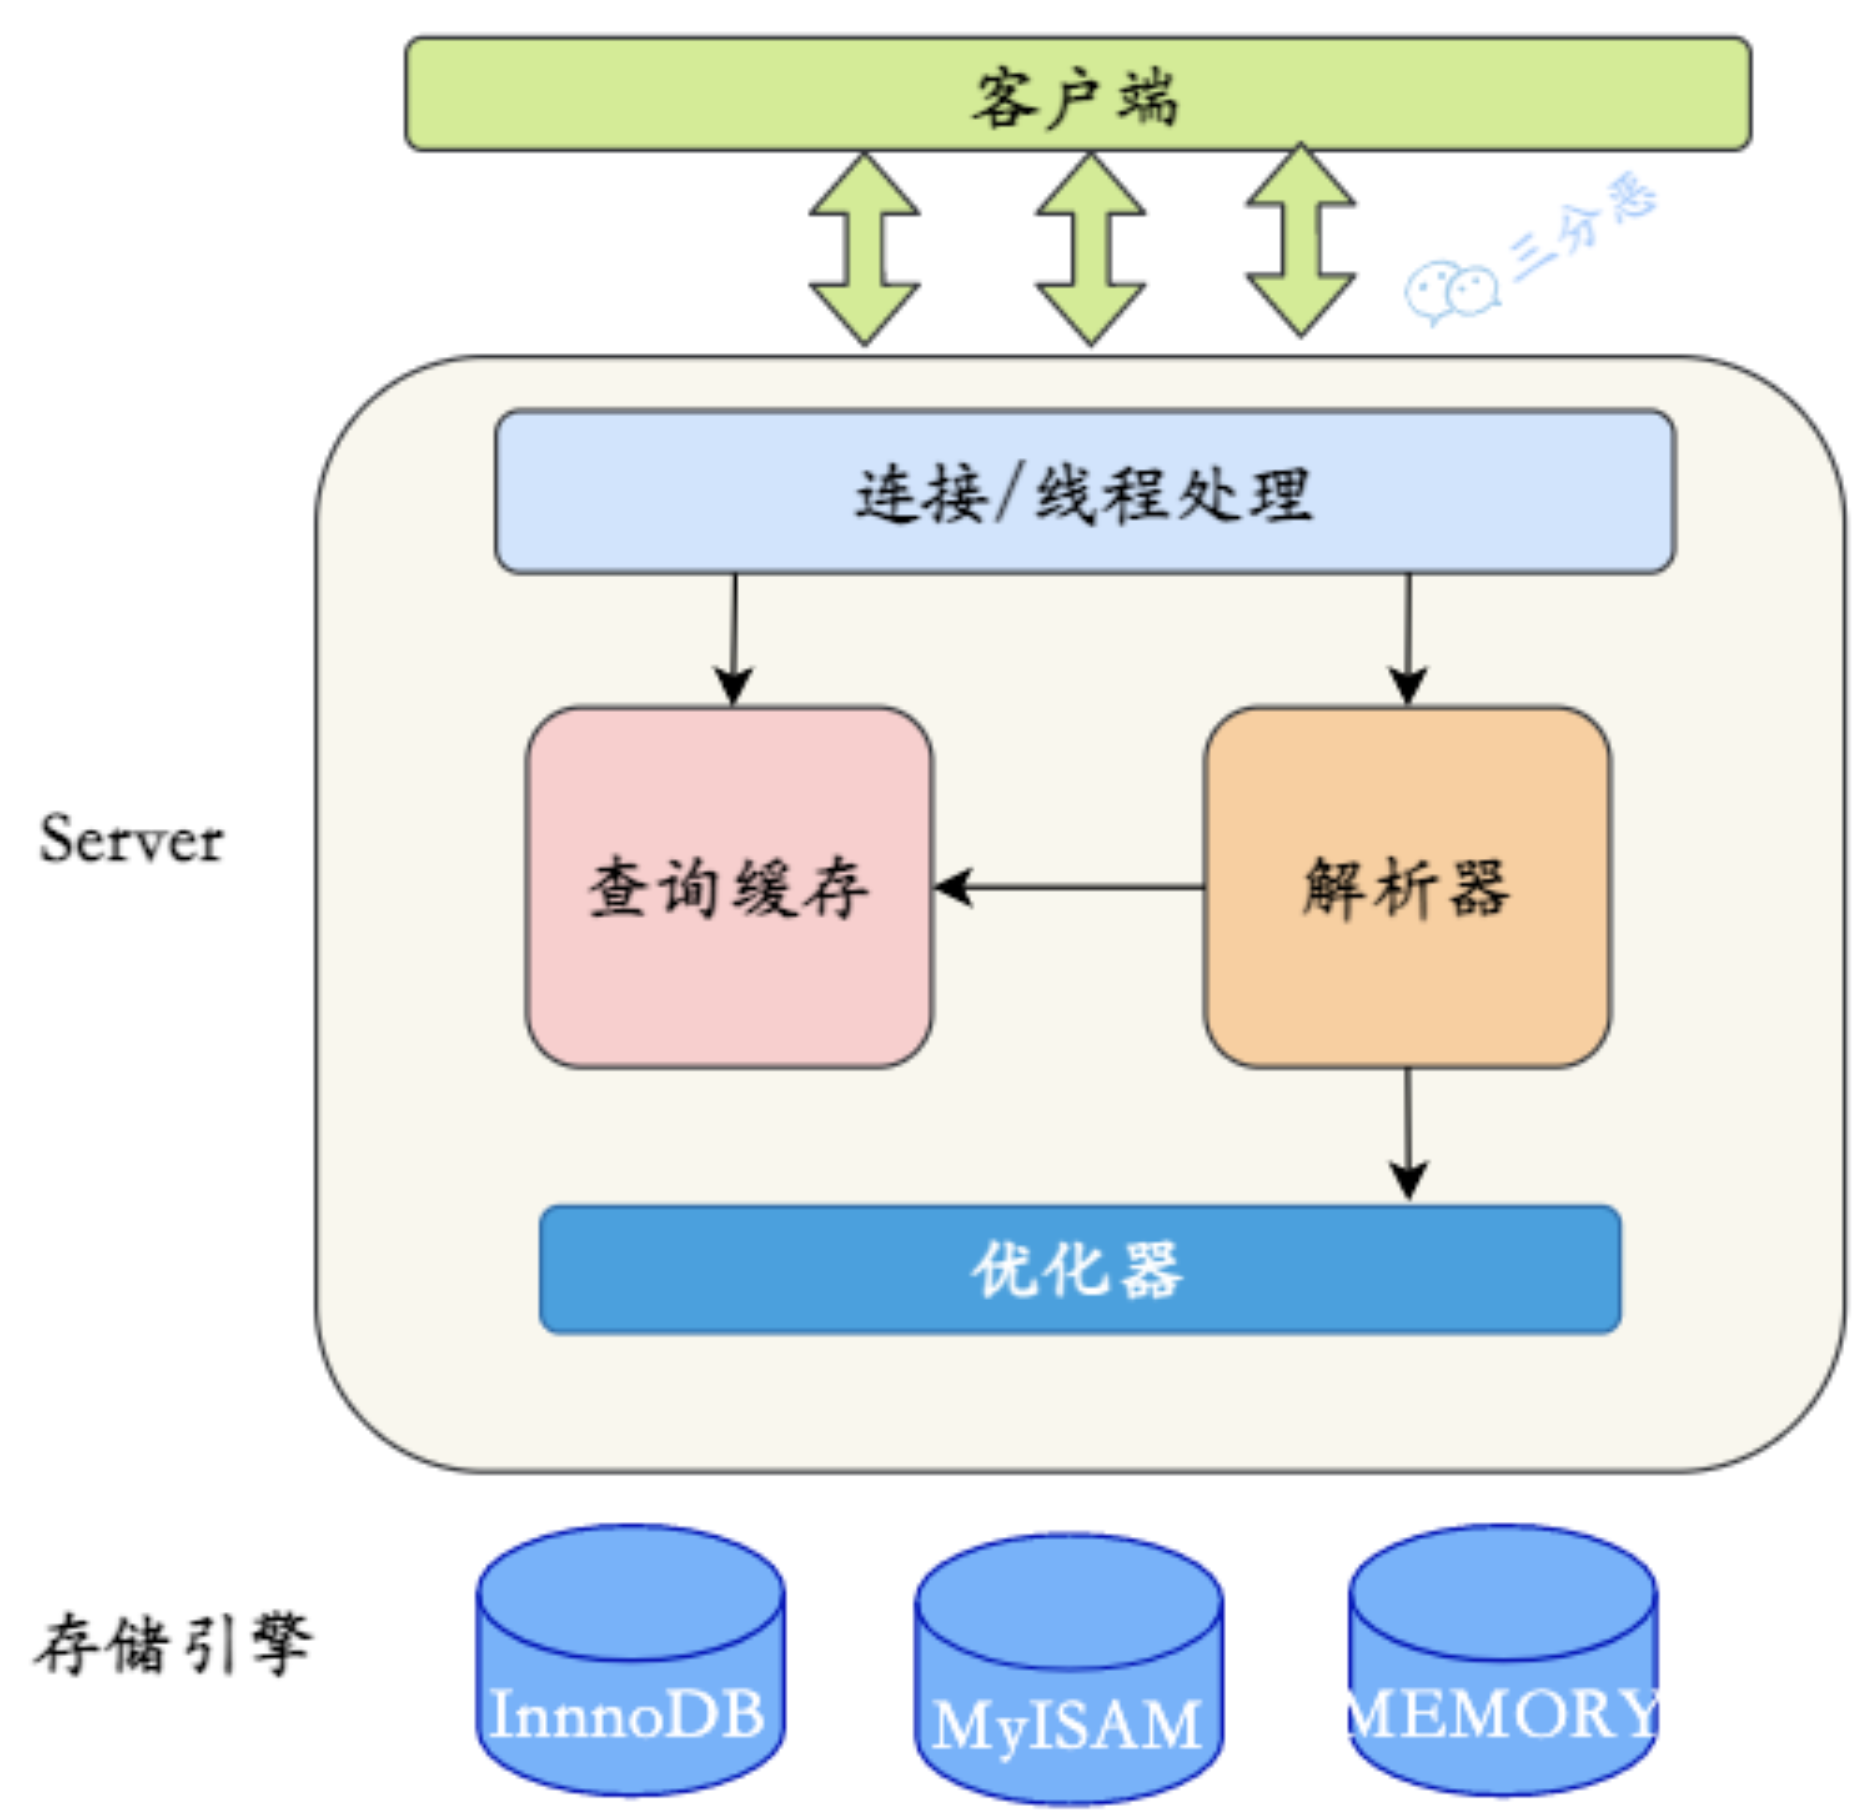 客户端
三分恶
连接/线程处理
Server
查询缓存
解析器
优化器
存储引擎
InnnoDB
MyISAM
MEMORY